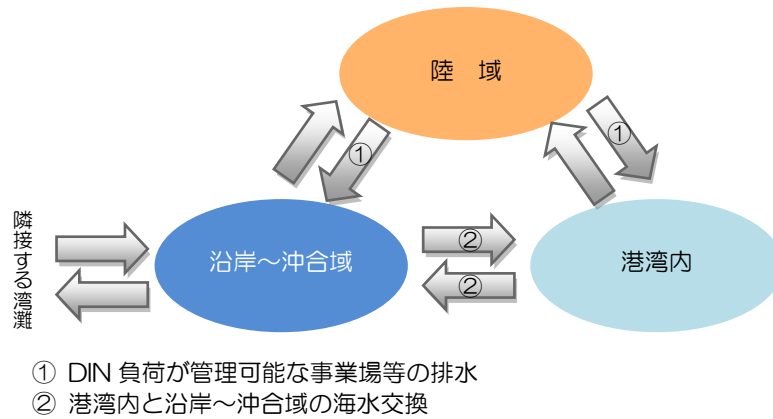 陸　域
①
①
隣接する湾灘
沿岸～沖合域
②
②
港湾内
① DIN 負荷が管理可能な事業場等の排水
② 港湾内と沿岸～沖合域の海水交換